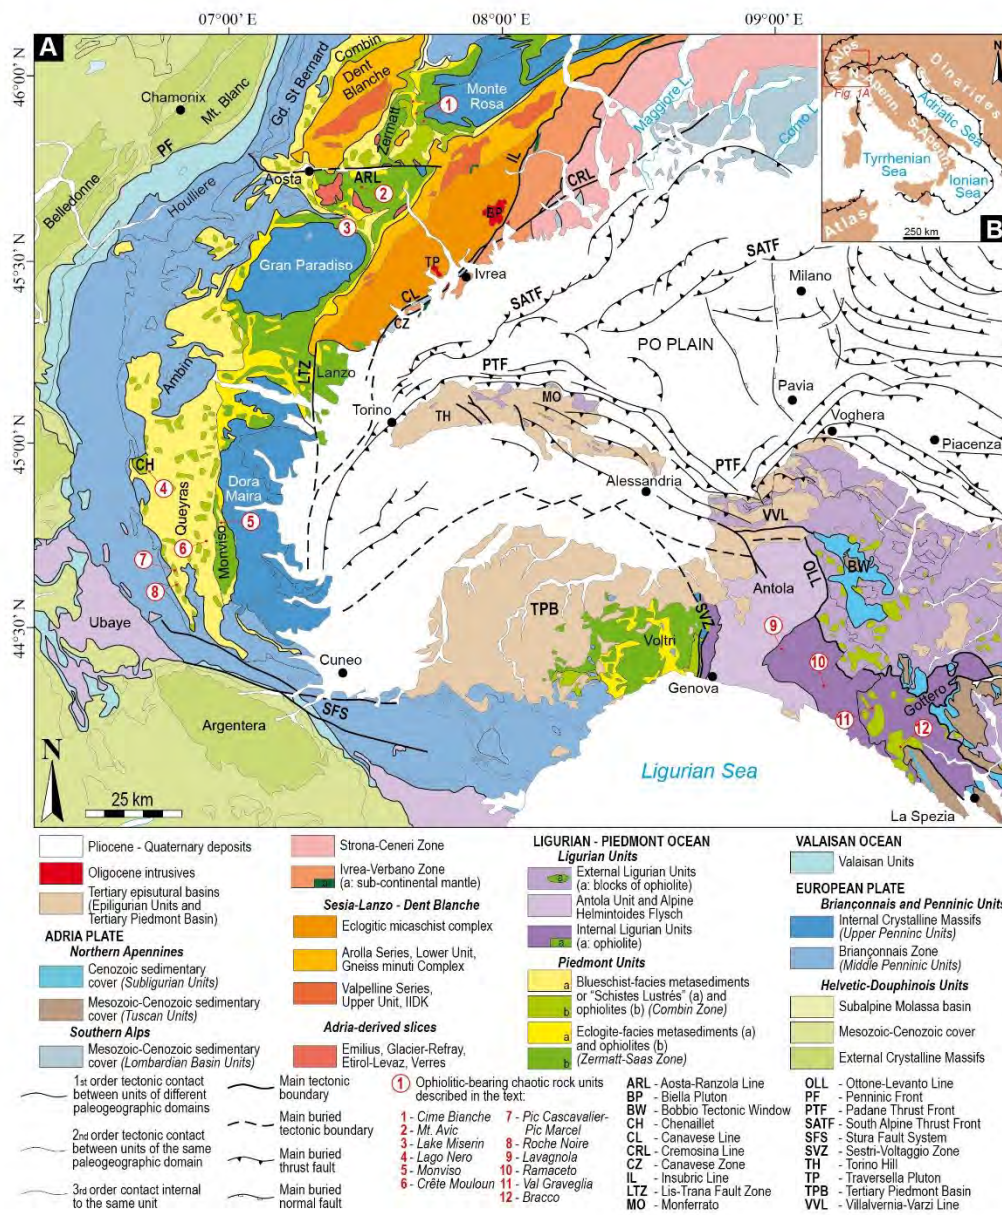 07°00' E
08°00' E
09°00' E
A
46°00' N
45°30' N
45°00' N
44°30' N
Chamonix
Mt. Blanc
Belledonne
PF
Houlliere
Gd. St Bernard
Combin
Dent
Blanche
Zermatt
1
Monte
Rosa
Aosta
ARL
2
3
Gran Paradiso
IL
CRL
Maggiore L.
Como L.
BP
TP
Ivrea
CL
CZ
LTZ
Lanzo
SATF
SATF
Milano
PO PLAIN
Pavia
Voghera
Piacenza
PTF
PTF
Torino
TH
MO
Alessandria
Ambin
CH
4
Queyras
Dora
Maira
5
6
7
8
Monviso
Ubaye
Cuneo
SFS
Argentera
TPB
Voltri
SVZ
Genova
VVL
OLL
Antola
BW
9
10
11
12
Gottero U.
La Spezia
Ligurian Sea
N
25 km
B
N
W-Alps
Fig. 1A
N-Apenn.
S-Apenn.
Dinarides
Adriatic Sea
Tyrrhenian
Sea
Ionian
Sea
Atlas
250 km
Pliocene - Quaternary deposits
Oligocene intrusives
Tertiary episutural basins
(Epiligurian Units and
Tertiary Piedmont Basin)
ADRIA PLATE
Northern Apennines
Cenozoic sedimentary
cover (Subligurian Units)
Mesozoic-Cenozoic sedimentary
cover (Tuscan Units)
Southern Alps
Mesozoic-Cenozoic sedimentary
cover (Lombardian Basin Units)
Strona-Ceneri Zone
a
Ivrea-Verbano Zone
(a: sub-continental mantle)
Sesia-Lanzo - Dent Blanche
Eclogitic micaschist complex
Arolla Series, Lower Unit,
Gneiss minuti Complex
Valpelline Series,
Upper Unit, IIDK
Adria-derived slices
Emilius, Glacier-Refray,
Etirol-Levaz, Verres
LIGURIAN - PIEDMONT OCEAN
Ligurian Units
a
External Ligurian Units
(a: blocks of ophiolite)
Antola Unit and Alpine
Helmintoides Flysch
a
Internal Ligurian Units
(a: ophiolite)
Piedmont Units
a
b
Blueschist-facies metasediments
or "Schistes Lustrés" (a) and
ophiolites (b) (Combin Zone)
a
b
Eclogite-facies metasediments (a)
and ophiolites (b)
(Zermatt-Saas Zone)
VALAISAN OCEAN
Valaisan Units
EUROPEAN PLATE
Briançonnais and Penninic Units
Internal Crystalline Massifs
(Upper Penninc Units)
Briançonnais Zone
(Middle Penninic Units)
Helvetic-Douphinois Units
Subalpine Molassa basin
Mesozoic-Cenozoic cover
External Crystalline Massifs
1st order tectonic contact
between units of different
paleogeographic domains
2nd order tectonic contact
between units of the same
paleogeographic domain
3rd order contact internal
to the same unit
Main tectonic
boundary
Main buried
tectonic boundary
Main buried
thrust fault
Main buried
normal fault
1 Ophiolitic-bearing chaotic rock units
described in the text:
1 - Cime Bianche
2 - Mt. Avic
3 - Lake Miserin
4 - Lago Nero
5 - Monviso
6 - Crête Mouloun
7 - Pic Cascavalier-
Pic Marcel
8 - Roche Noire
9 - Lavagnola
10 - Ramaceto
11 - Val Graveglia
12 - Bracco
ARL - Aosta-Ranzola Line
BP - Biella Pluton
BW - Bobbio Tectonic Window
CH - Chenaillet
CL - Canavese Line
CRL - Cremosina Line
CZ - Canavese Zone
IL - Insubric Line
LTZ - Lis-Trana Fault Zone
MO - Monferrato
OLL - Ottone-Levanto Line
PF - Penninic Front
PTF - Padane Thrust Front
SATF - South Alpine Thrust Front
SFS - Stura Fault System
SVZ - Sestri-Voltaggio Zone
TH - Torino Hill
TP - Traversella Pluton
TPB - Tertiary Piedmont Basin
VVL - Villalvernia-Varzi Line